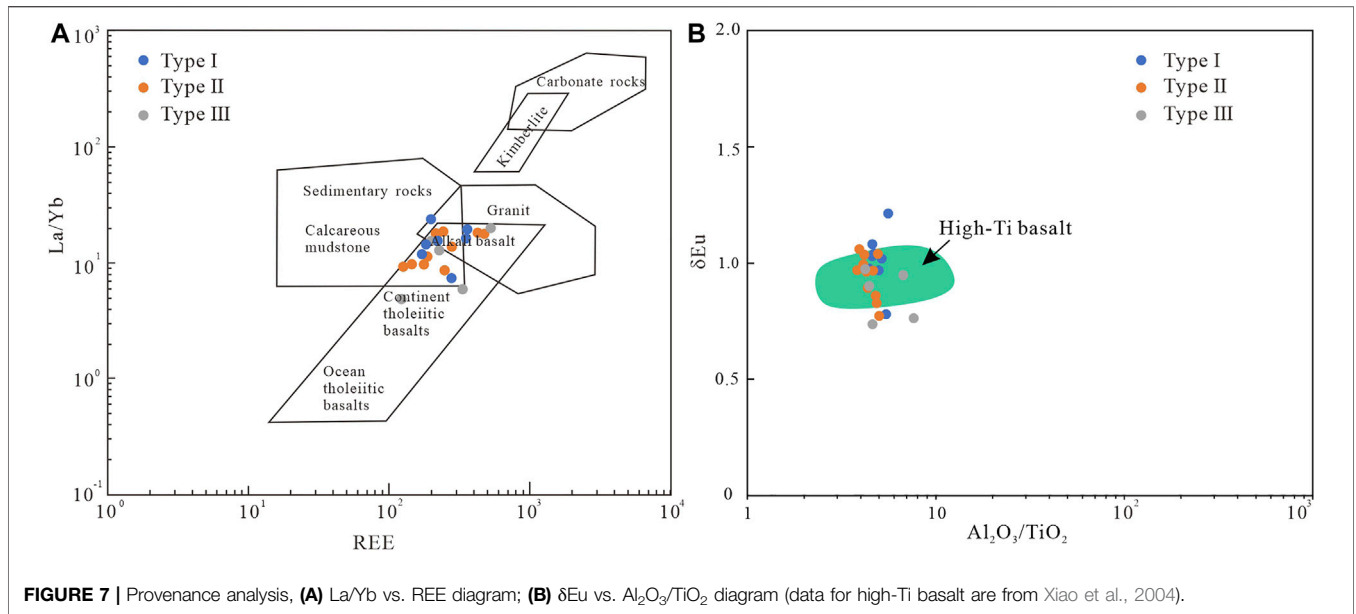 A
Type I
Type II
Type III
10³
10²
10¹
10⁰
10⁻¹
La/Yb
Carbonate rocks
Kimberlite
Sedimentary rocks
Granit
Calcareous
mudstone
Alkali basalt
Continent
tholeiitic
basalts
Ocean
tholeiitic
basalts
10⁰ 10¹ 10² 10³ 10⁴
REE
B
2.0
1.5
1.0
0.5
0
δEu
Type I
Type II
Type III
High-Ti basalt
1 10 10² 10³
Al₂O₃/TiO₂
FIGURE 7 | Provenance analysis, (A) La/Yb vs. REE diagram; (B) δEu vs. Al₂O₃/TiO₂ diagram (data for high-Ti basalt are from Xiao et al., 2004).